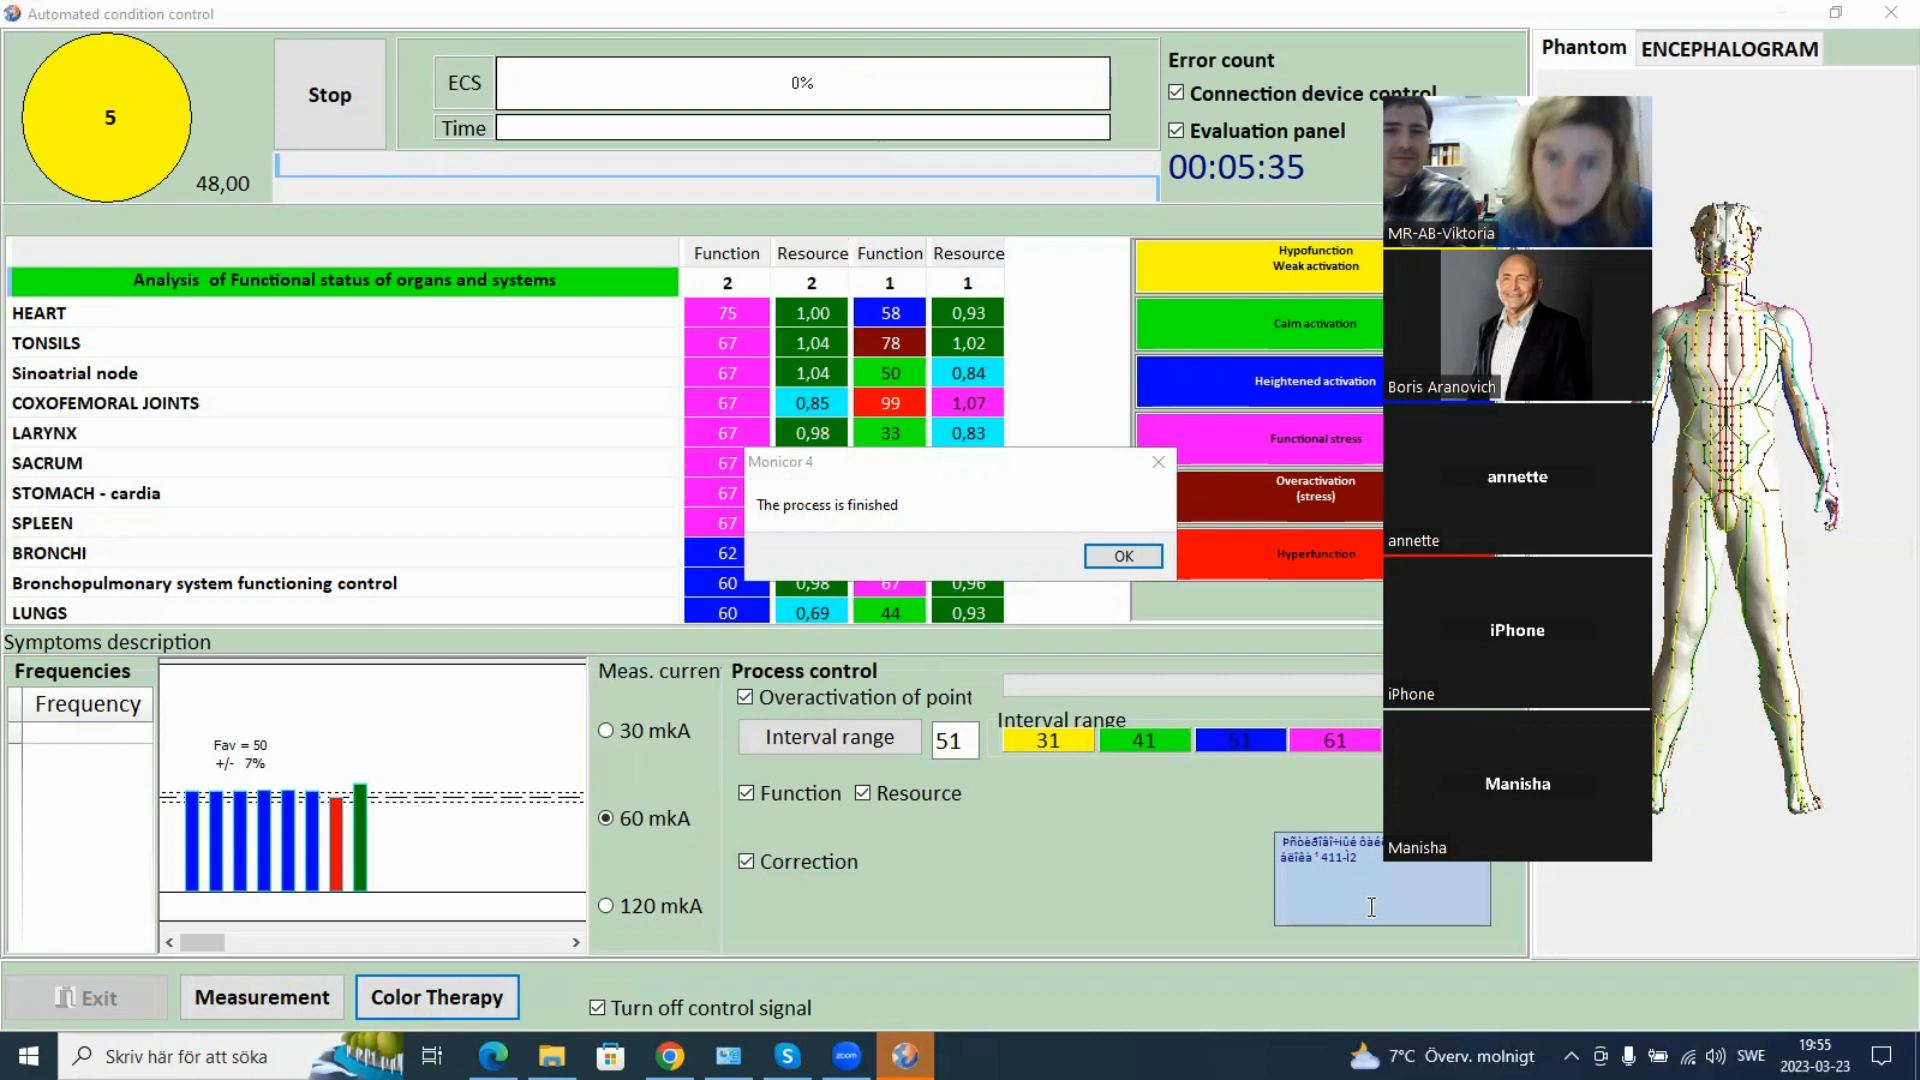 Automated condition control
5
48,00
Stop
ECS
0%
Time
Error count
Connection device control
Evaluation panel
00:05:35
Phantom
ENCEPHALOGRAM
Function Resource Function Resource
Analysis of Functional status of organs and systems 2 2 1 1
HEART 75 1,00 58 0,93
TONSILS 67 1,04 78 1,02
Sinoatrial node 67 1,04 50 0,84
COXOFEMORAL JOINTS 67 0,85 99 1,07
LARYNX 67 0,98 33 0,83
SACRUM 67
STOMACH - cardia 67
SPLEEN 67
BRONCHI 62
Bronchopulmonary system functioning control 60 0,98 67 0,96
LUNGS 60 0,69 44 0,93
Monicor 4
The process is finished
OK
Hypofunction
Weak activation
Calm activation
Heightened activation
Functional stress
Overactivation
(stress)
Hyperfunction
MR-AB-Viktoria
Boris Aranovich
annette
annette
iPhone
iPhone
Manisha
Manisha
Symptoms description
Frequencies
Frequency
Fav = 50
+/- 7%
Meas. curren
30 mkA
60 mkA
120 mkA
Process control
Overactivation of point
Interval range
51
Interval range
31 41 51 61
Function
Resource
Correction
411-Ì2
Exit
Measurement
Color Therapy
Turn off control signal
Skriv här för att söka
zoom
7°C Överv. molnigt
SWE
19:55
2023-03-23